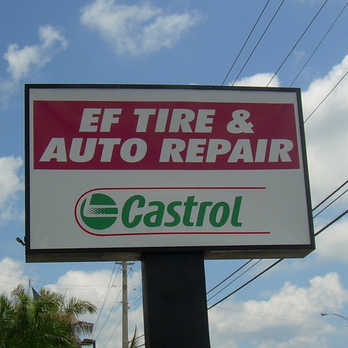 EF TIRE &
AUTO REPAIR
Castrol